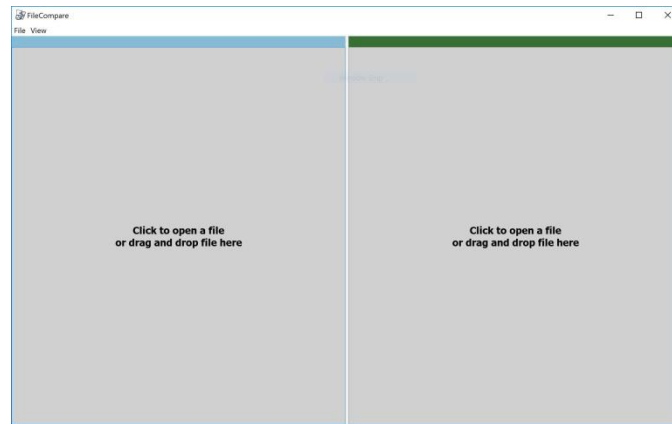 FileCompare
File View
Click to open a file
or drag and drop file here
Click to open a file
or drag and drop file here